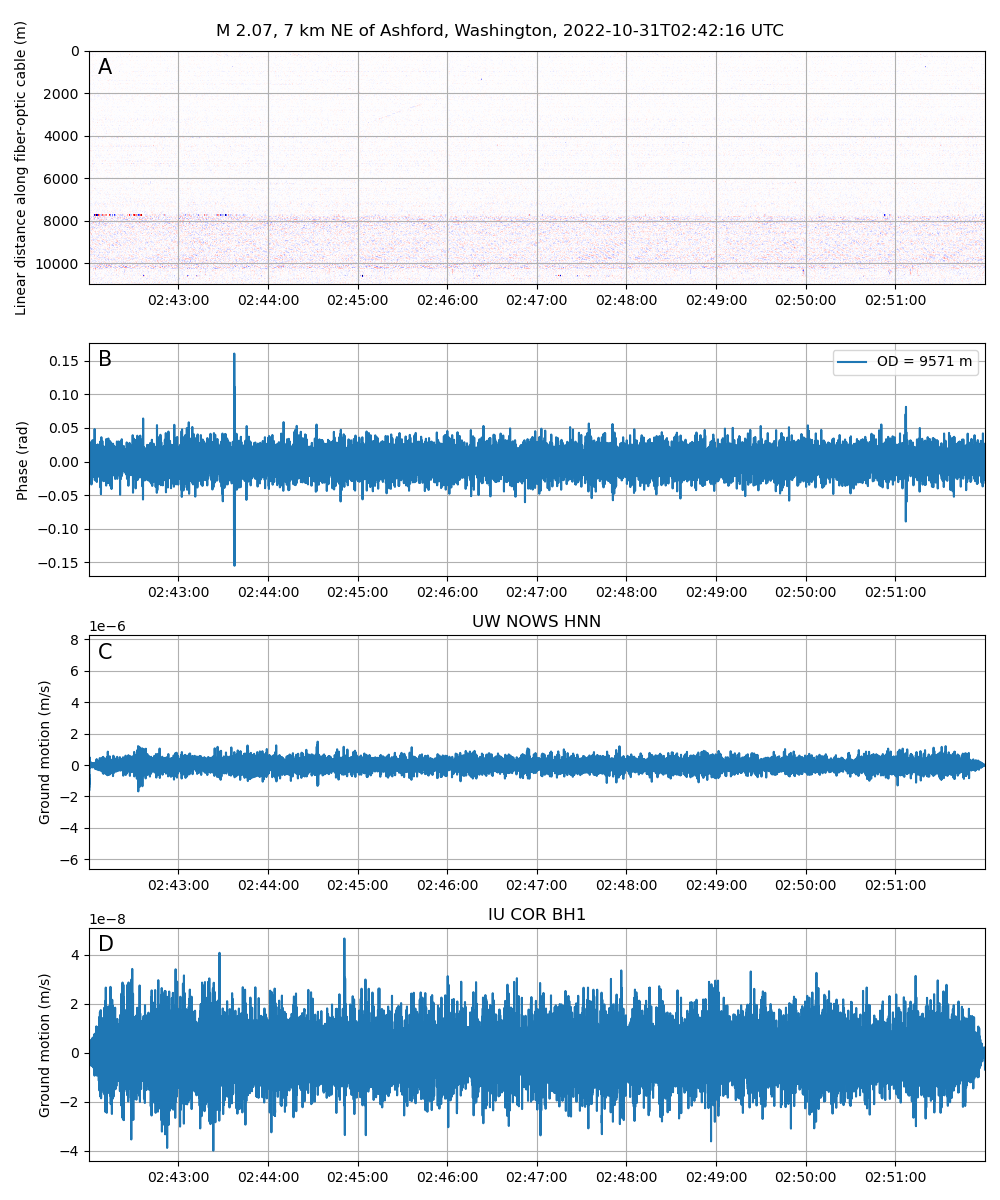 M 2.07, 7 km NE of Ashford, Washington, 2022-10-31T02:42:16 UTC
A
Linear distance along fiber-optic cable (m)
0
2000
4000
6000
8000
10000
02:43:00 02:44:00 02:45:00 02:46:00 02:47:00 02:48:00 02:49:00 02:50:00 02:51:00
B
OD = 9571 m
Phase (rad)
0.15
0.10
0.05
0.00
−0.05
−0.10
−0.15
02:43:00 02:44:00 02:45:00 02:46:00 02:47:00 02:48:00 02:49:00 02:50:00 02:51:00
UW NOWS HNN
1e−6
C
Ground motion (m/s)
8
6
4
2
0
−2
−4
−6
02:43:00 02:44:00 02:45:00 02:46:00 02:47:00 02:48:00 02:49:00 02:50:00 02:51:00
IU COR BH1
1e−8
D
Ground motion (m/s)
4
2
0
−2
−4
02:43:00 02:44:00 02:45:00 02:46:00 02:47:00 02:48:00 02:49:00 02:50:00 02:51:00